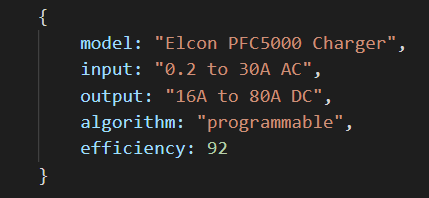 {
model: "Elcon PFC5000 Charger",
input: "0.2 to 30A AC",
output: "16A to 80A DC",
algorithm: "programmable",
efficiency: 92
}